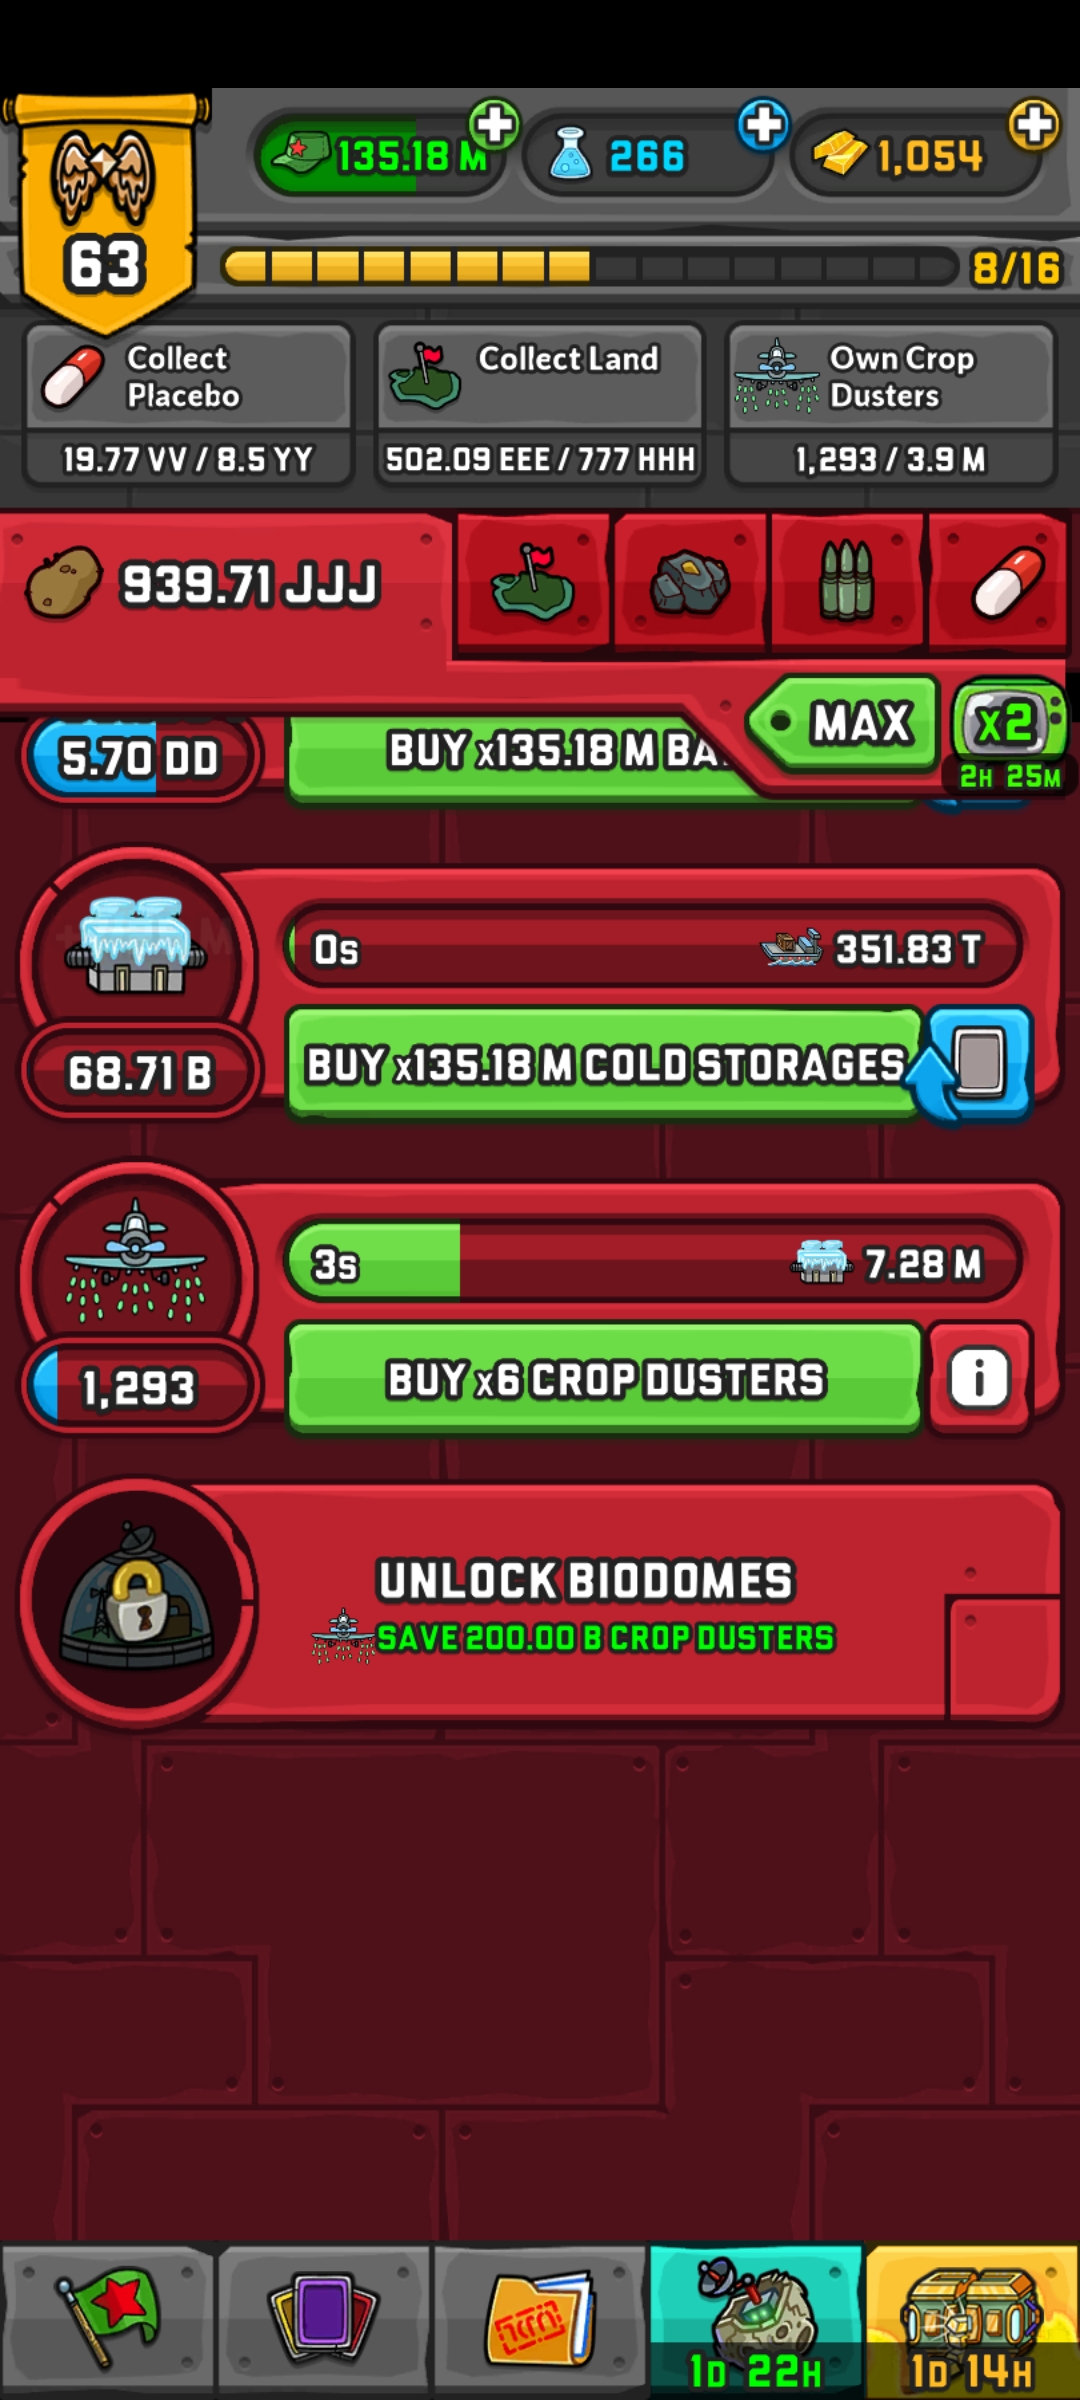 135.18 M
266
1,054
63
8/16
Collect
Placebo
19.77 VV / 8.5 YY
Collect Land
502.09 EEE / 777 HHH
Own Crop
Dusters
1,293 / 3.9 M
939.71 JJJ
MAX
x2
2H 25M
5.70 DD
BUY x135.18 M BA
0s
351.83 T
68.71 B
BUY x135.18 M COLD STORAGES
3s
7.28 M
1,293
BUY x6 CROP DUSTERS
i
UNLOCK BIODOMES
SAVE 200.00 B CROP DUSTERS
1D 22H
1D 14H